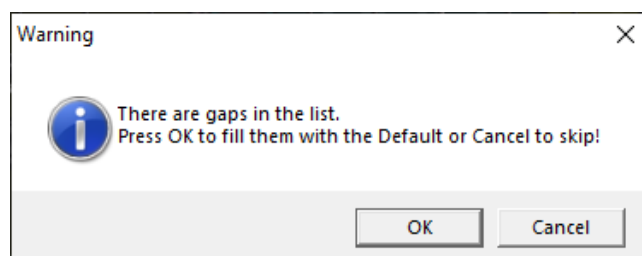 Warning
There are gaps in the list.
Press OK to fill them with the Default or Cancel to skip!
OK
Cancel